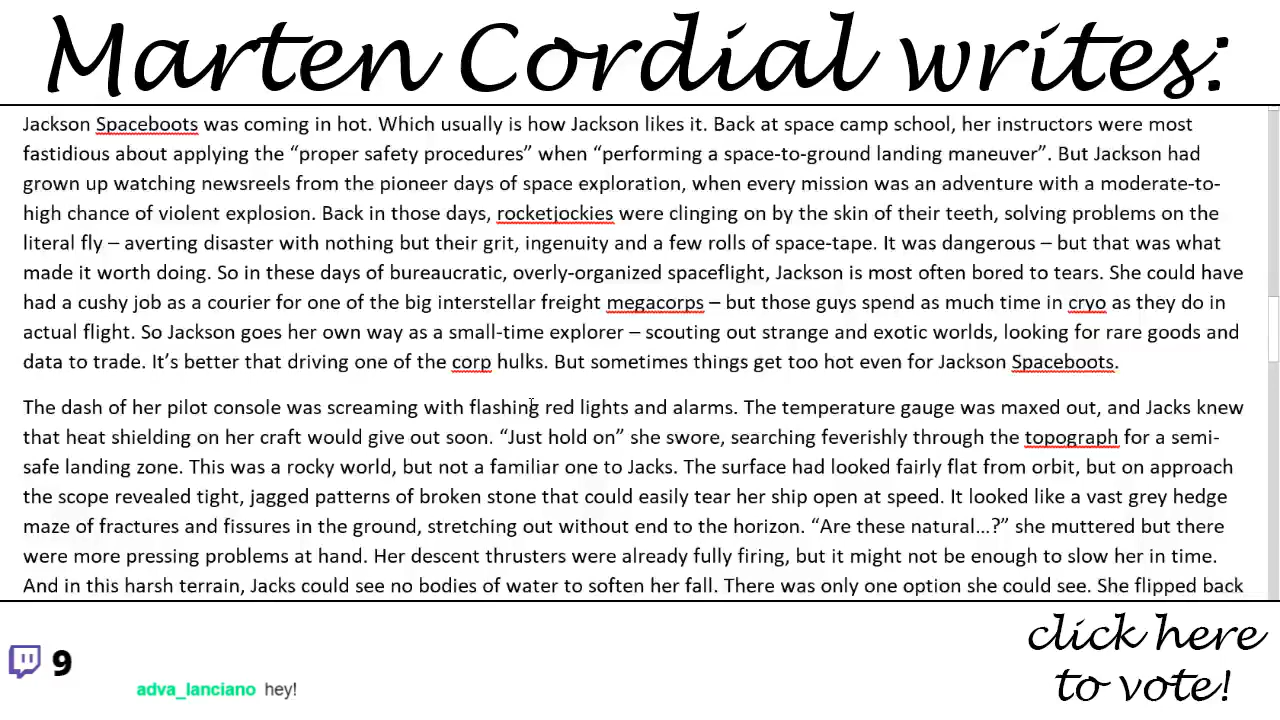 Marten Cordial writes:
Jackson Spaceboots was coming in hot. Which usually is how Jackson likes it. Back at space camp school, her instructors were most
fastidious about applying the “proper safety procedures” when “performing a space-to-ground landing maneuver”. But Jackson had
grown up watching newsreels from the pioneer days of space exploration, when every mission was an adventure with a moderate-to-
high chance of violent explosion. Back in those days, rocketjockies were clinging on by the skin of their teeth, solving problems on the
literal fly – averting disaster with nothing but their grit, ingenuity and a few rolls of space-tape. It was dangerous – but that was what
made it worth doing. So in these days of bureaucratic, overly-organized spaceflight, Jackson is most often bored to tears. She could have
had a cushy job as a courier for one of the big interstellar freight megacorps – but those guys spend as much time in cryo as they do in
actual flight. So Jackson goes her own way as a small-time explorer – scouting out strange and exotic worlds, looking for rare goods and
data to trade. It’s better that driving one of the corp hulks. But sometimes things get too hot even for Jackson Spaceboots.
The dash of her pilot console was screaming with flashing red lights and alarms. The temperature gauge was maxed out, and Jacks knew
that heat shielding on her craft would give out soon. “Just hold on” she swore, searching feverishly through the topograph for a semi-
safe landing zone. This was a rocky world, but not a familiar one to Jacks. The surface had looked fairly flat from orbit, but on approach
the scope revealed tight, jagged patterns of broken stone that could easily tear her ship open at speed. It looked like a vast grey hedge
maze of fractures and fissures in the ground, stretching out without end to the horizon. “Are these natural…?” she muttered but there
were more pressing problems at hand. Her descent thrusters were already fully firing, but it might not be enough to slow her in time.
And in this harsh terrain, Jacks could see no bodies of water to soften her fall. There was only one option she could see. She flipped back
click here
to vote!
9
adva_lanciano hey!